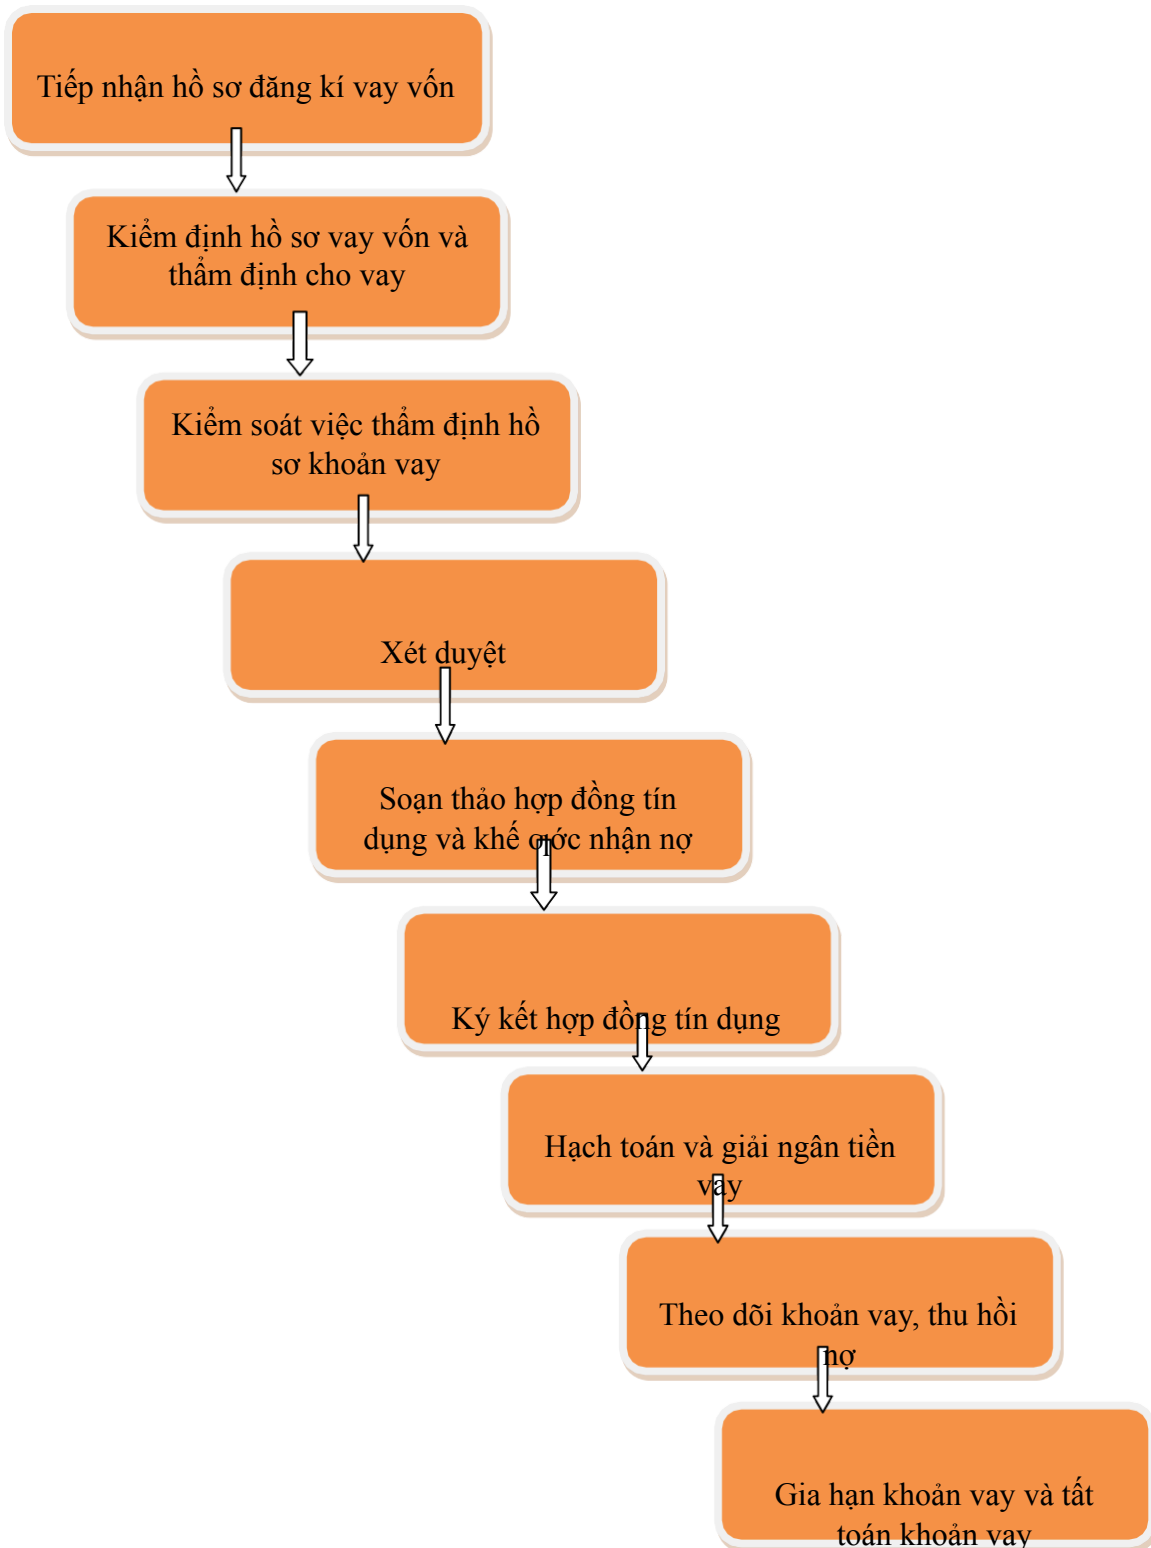 Tiếp nhận hồ sơ đăng kí vay vốn
Kiểm định hồ sơ vay vốn và
thẩm định cho vay
Kiểm soát việc thẩm định hồ
sơ khoản vay
Xét duyệt
Soạn thảo hợp đồng tín
dụng và khế ước nhận nợ
Ký kết hợp đồng tín dụng
Hạch toán và giải ngân tiền
vay
Theo dõi khoản vay, thu hồi
nợ
Gia hạn khoản vay và tất
toán khoản vay